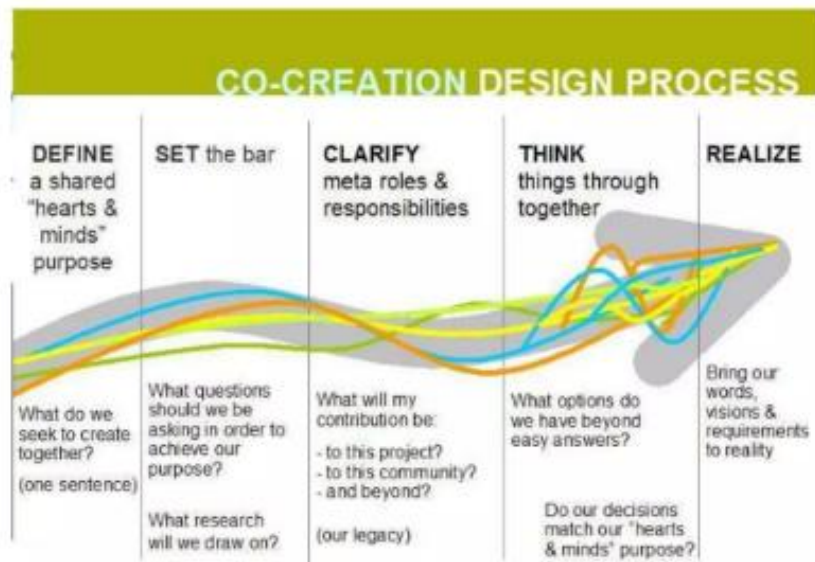 CO-CREATION DESIGN PROCESS
DEFINE
a shared
"hearts &
minds"
purpose
What do we
seek to create
together?
(one sentence)
SET the bar
What questions
should we be
asking in order to
achieve our
purpose?
What research
will we draw on?
CLARIFY
meta roles &
responsibilities
What will my
contribution be:
- to this project?
- to this community?
- and beyond?
(our legacy)
THINK
things through
together
What options do
we have beyond
easy answers?
Do our decisions
match our "hearts
& minds" purpose?
REALIZE
Bring our
words,
visions &
requirements
to reality